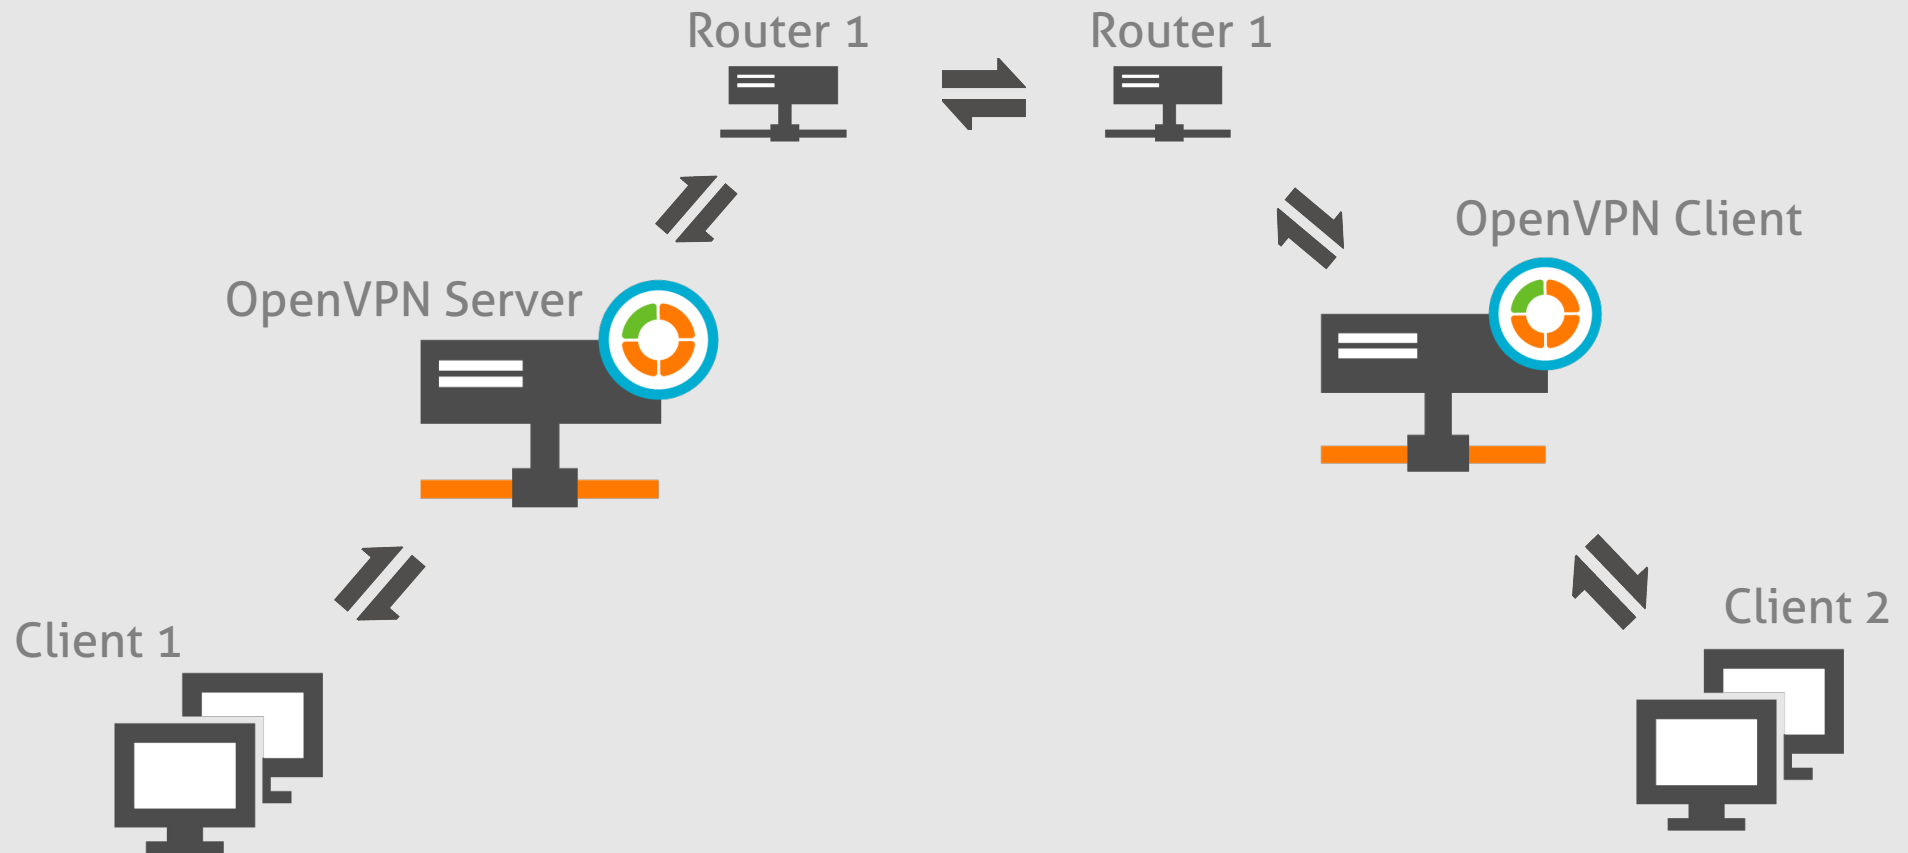 Router 1
Router 1
OpenVPN Client
OpenVPN Server
Client 2
Client 1